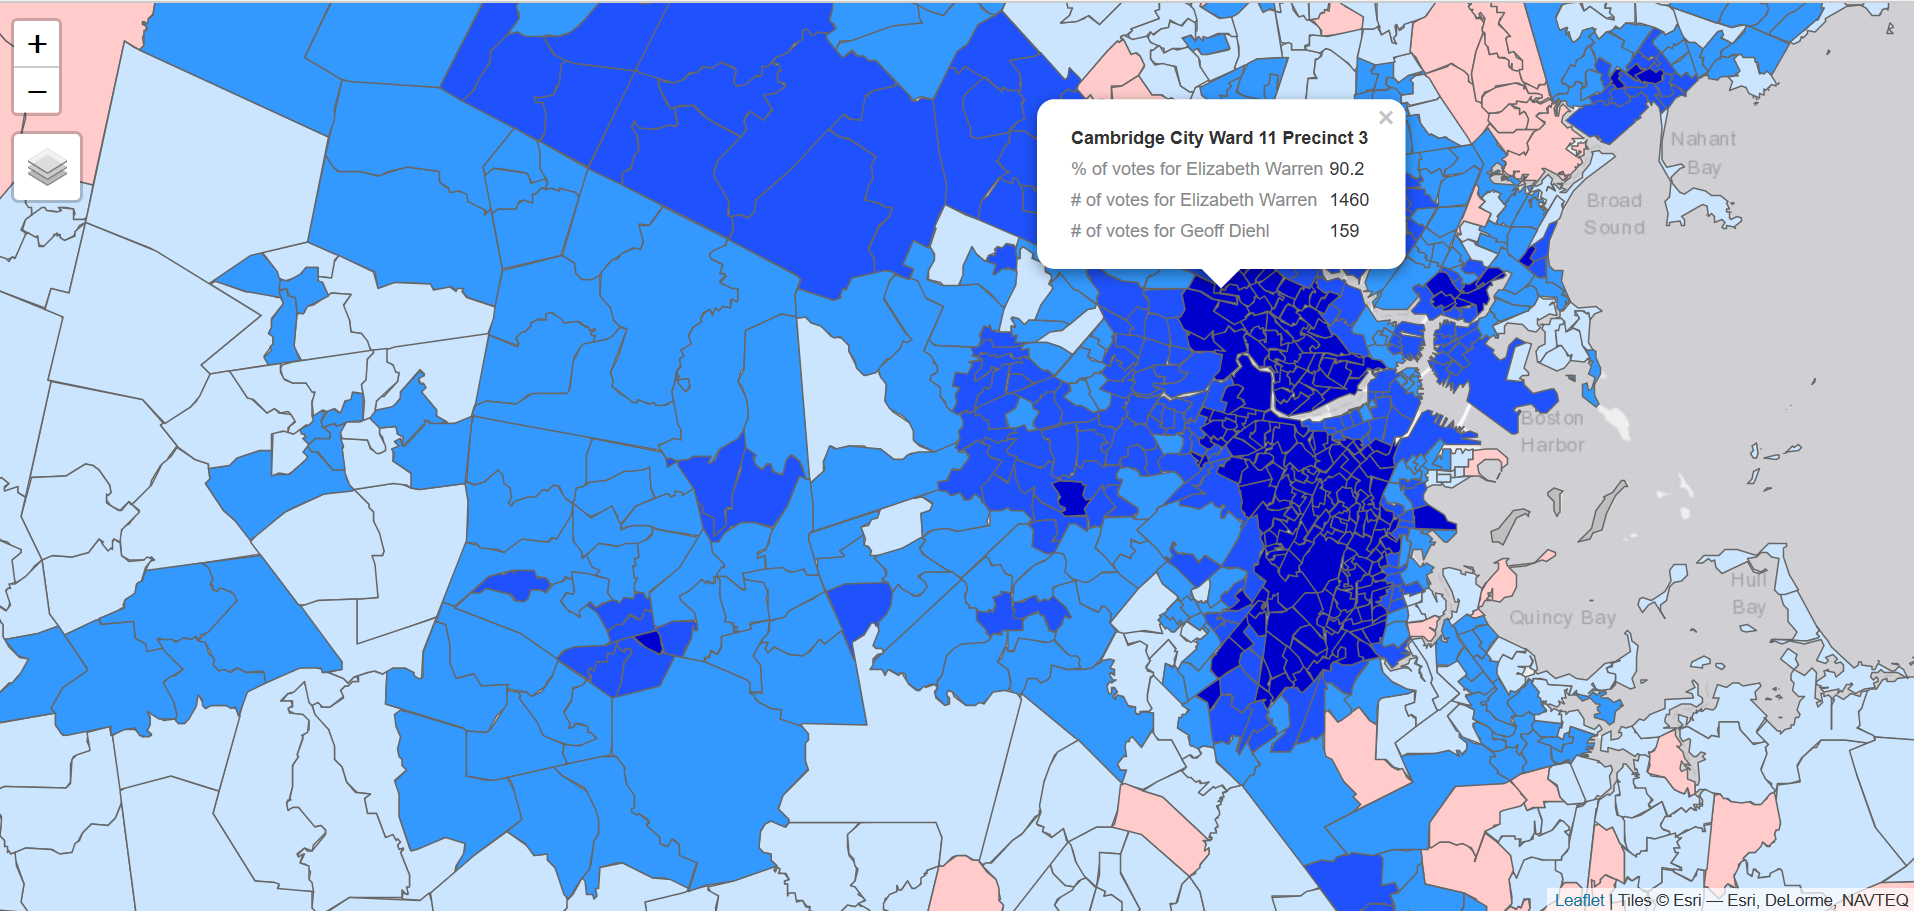 +
−
Cambridge City Ward 11 Precinct 3
×
% of votes for Elizabeth Warren 90.2
# of votes for Elizabeth Warren 1460
# of votes for Geoff Diehl 159
Nahant
Bay
Broad
Sound
Boston
Harbor
Hull
Bay
Quincy Bay
Leaflet | Tiles © Esri — Esri, DeLorme, NAVTEQ